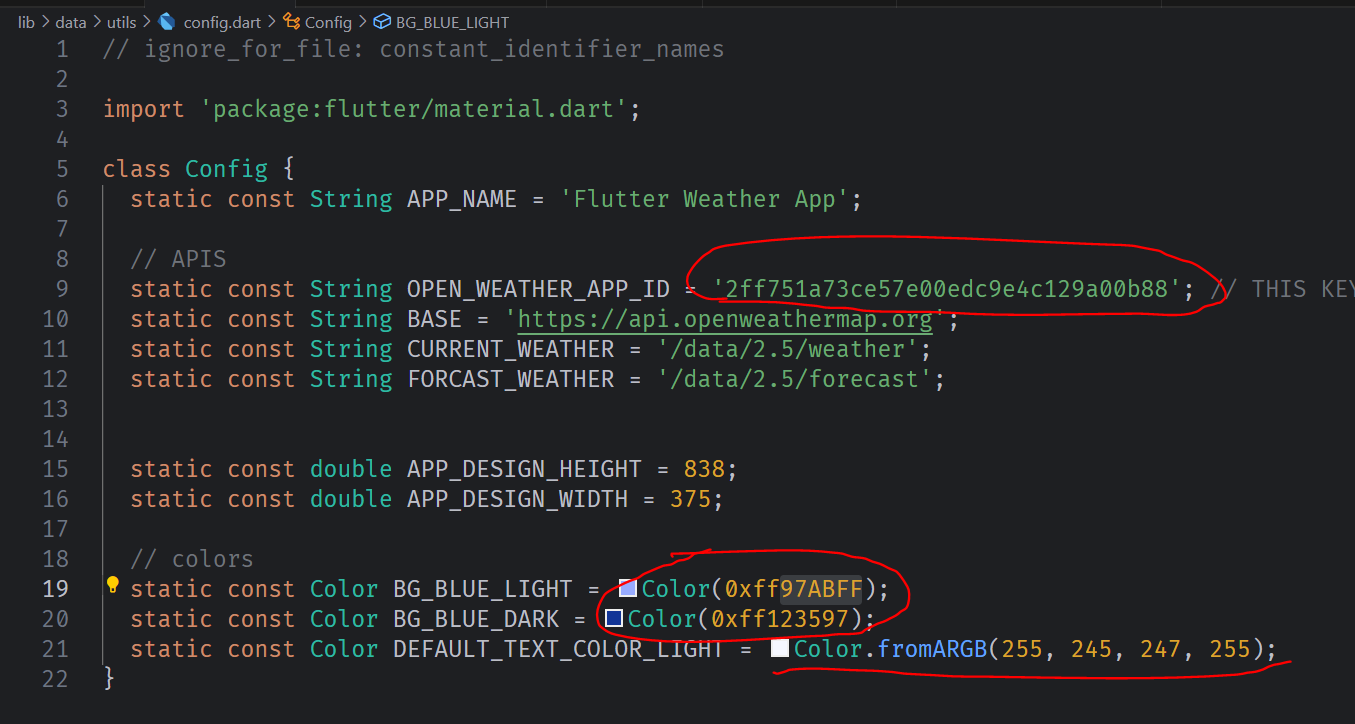 lib > data > utils > config.dart > Config > BG_BLUE_LIGHT
1 // ignore_for_file: constant_identifier_names
2
3 import 'package:flutter/material.dart';
4
5 class Config {
6 static const String APP_NAME = 'Flutter Weather App';
7
8 // APIS
9 static const String OPEN_WEATHER_APP_ID = '2ff751a73ce57e00edc9e4c129a00b88'; // THIS KEY
10 static const String BASE = 'https://api.openweathermap.org';
11 static const String CURRENT_WEATHER = '/data/2.5/weather';
12 static const String FORCAST_WEATHER = '/data/2.5/forecast';
13
14
15 static const double APP_DESIGN_HEIGHT = 838;
16 static const double APP_DESIGN_WIDTH = 375;
17
18 // colors
19 static const Color BG_BLUE_LIGHT = Color(0xff97ABFF);
20 static const Color BG_BLUE_DARK = Color(0xff123597);
21 static const Color DEFAULT_TEXT_COLOR_LIGHT = Color.fromARGB(255, 245, 247, 255);
22 }